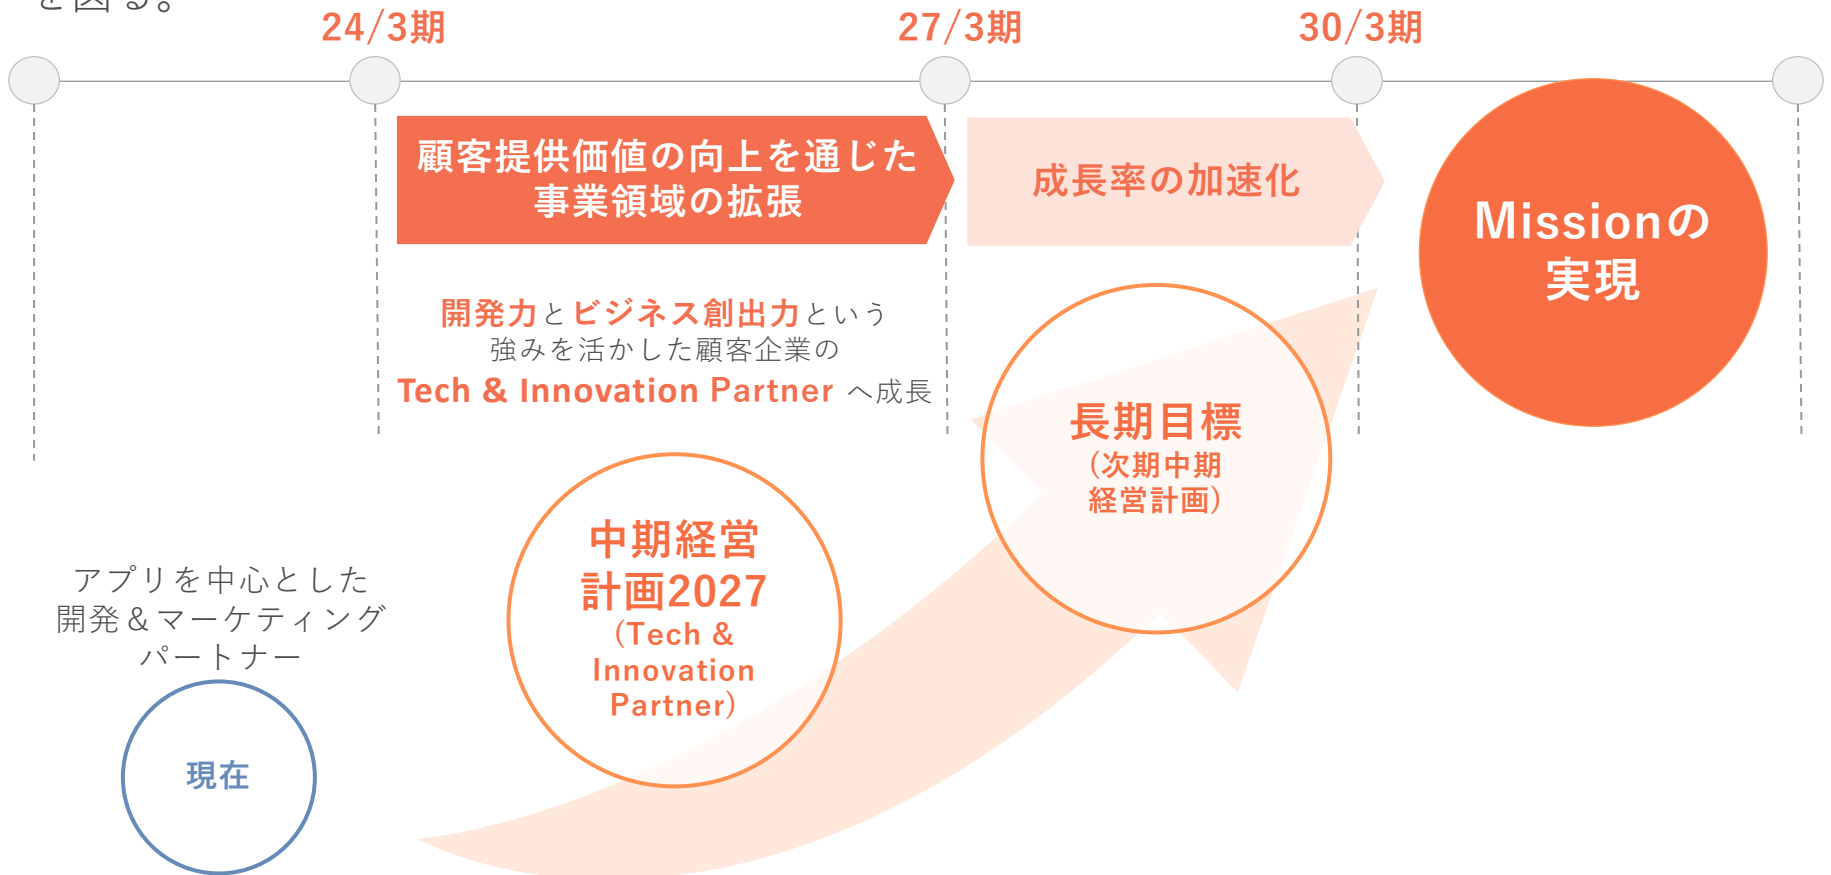 を図る。
24/3期
27/3期
30/3期
顧客提供価値の向上を通じた
事業領域の拡張
成長率の加速化
Missionの
実現
開発力とビジネス創出力という
強みを活かした顧客企業の
Tech & Innovation Partner へ成長
長期目標
(次期中期
経営計画)
中期経営
計画2027
(Tech &
Innovation
Partner)
アプリを中心とした
開発＆マーケティング
パートナー
現在